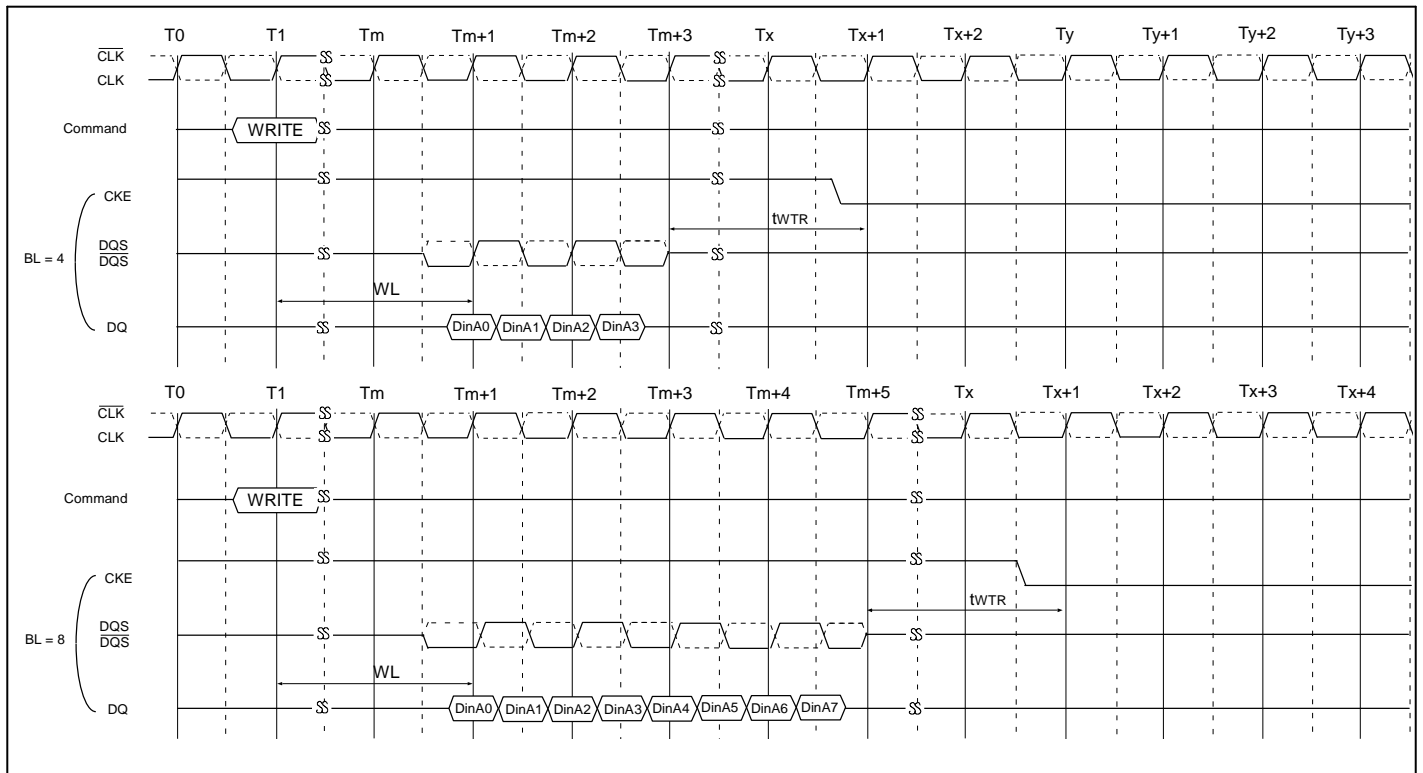 T0 T1 Tm Tm+1 Tm+2 Tm+3 Tx Tx+1 Tx+2 Ty Ty+1 Ty+2 Ty+3
CLK
CLK
Command WRITE
CKE
tWTR
DQS
DQS
BL = 4
WL
DQ DinA0 DinA1 DinA2 DinA3
T0 T1 Tm Tm+1 Tm+2 Tm+3 Tm+4 Tm+5 Tx Tx+1 Tx+2 Tx+3 Tx+4
CLK
CLK
Command WRITE
CKE
tWTR
DQS
DQS
BL = 8
WL
DQ DinA0 DinA1 DinA2 DinA3 DinA4 DinA5 DinA6 DinA7